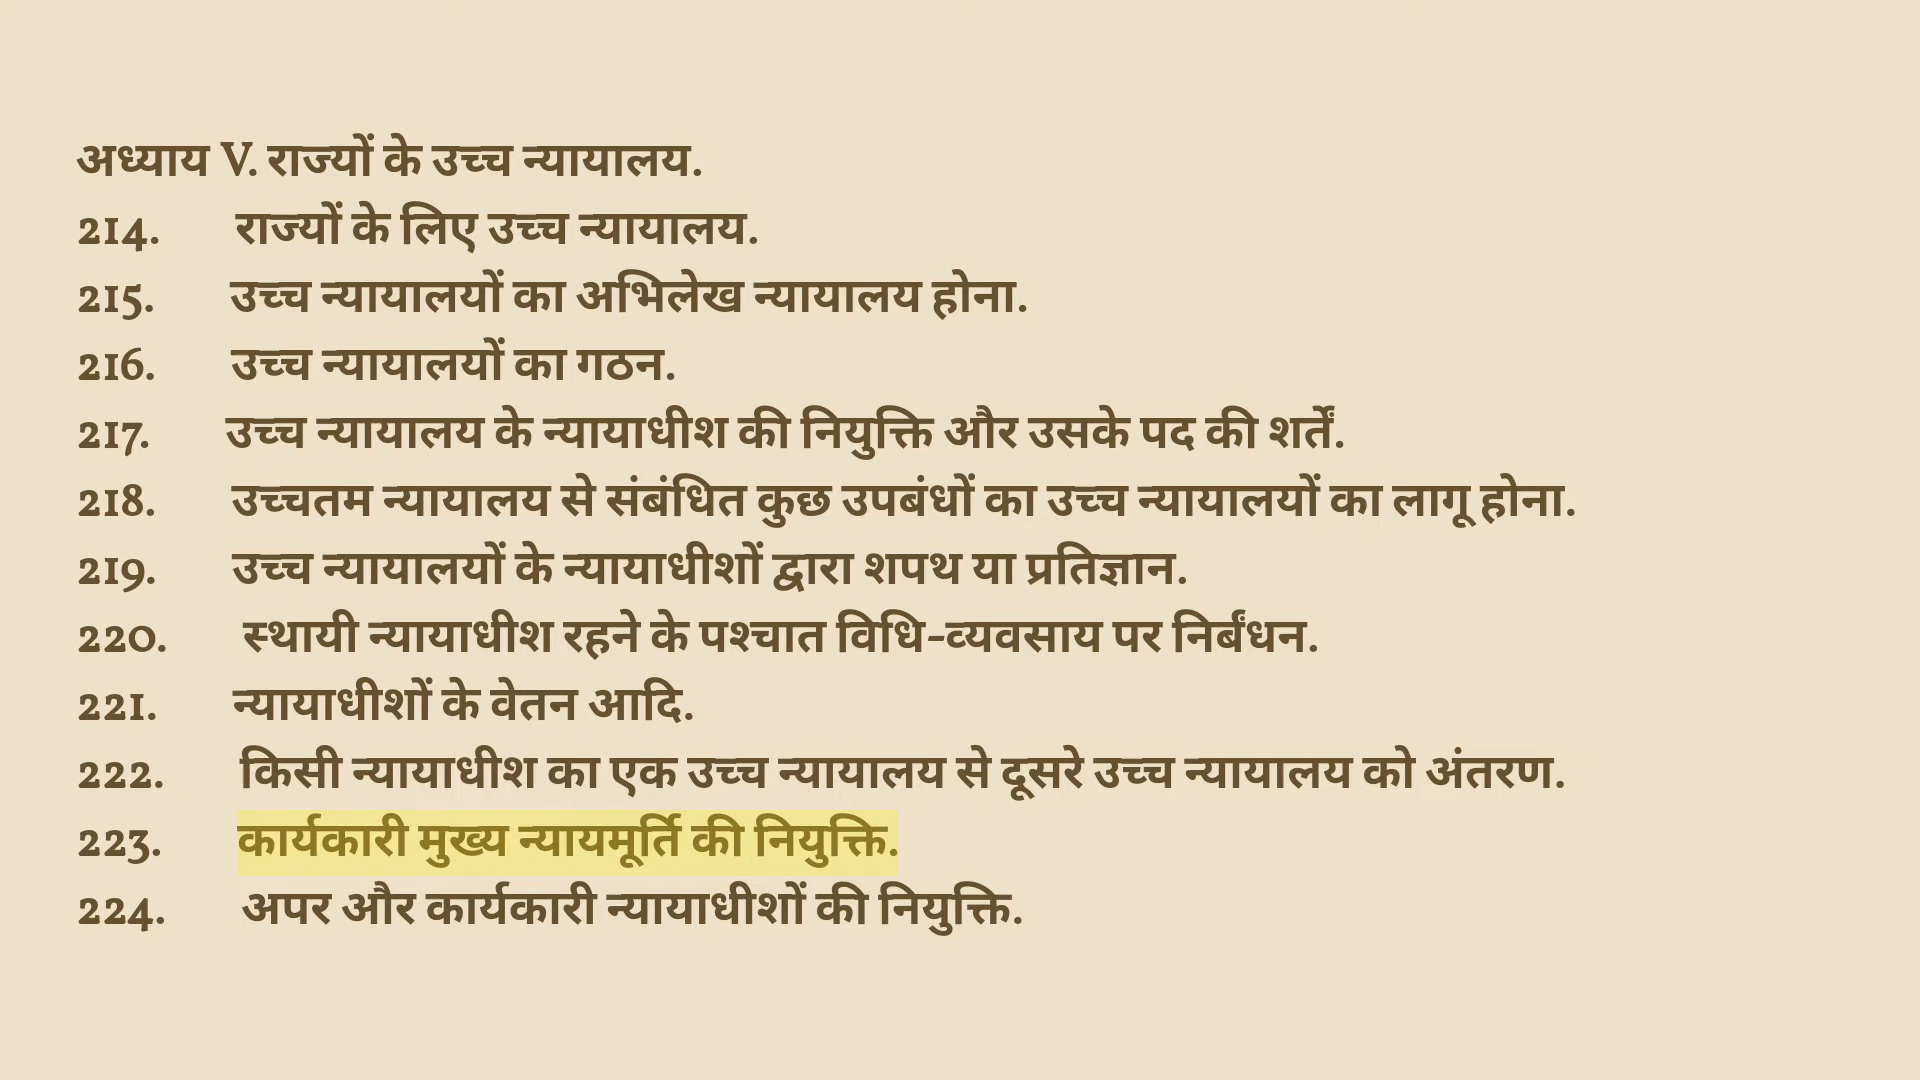 अध्याय V. राज्यों के उच्च न्यायालय.
214. राज्यों के लिए उच्च न्यायालय.
215. उच्च न्यायालयों का अभिलेख न्यायालय होना.
216. उच्च न्यायालयों का गठन.
217. उच्च न्यायालय के न्यायाधीश की नियुक्ति और उसके पद की शर्तें.
218. उच्चतम न्यायालय से संबंधित कुछ उपबंधों का उच्च न्यायालयों का लागू होना.
219. उच्च न्यायालयों के न्यायाधीशों द्वारा शपथ या प्रतिज्ञान.
220. स्थायी न्यायाधीश रहने के पश्चात विधि-व्यवसाय पर निर्बंधन.
221. न्यायाधीशों के वेतन आदि.
222. किसी न्यायाधीश का एक उच्च न्यायालय से दूसरे उच्च न्यायालय को अंतरण.
223. कार्यकारी मुख्य न्यायमूर्ति की नियुक्ति.
224. अपर और कार्यकारी न्यायाधीशों की नियुक्ति.